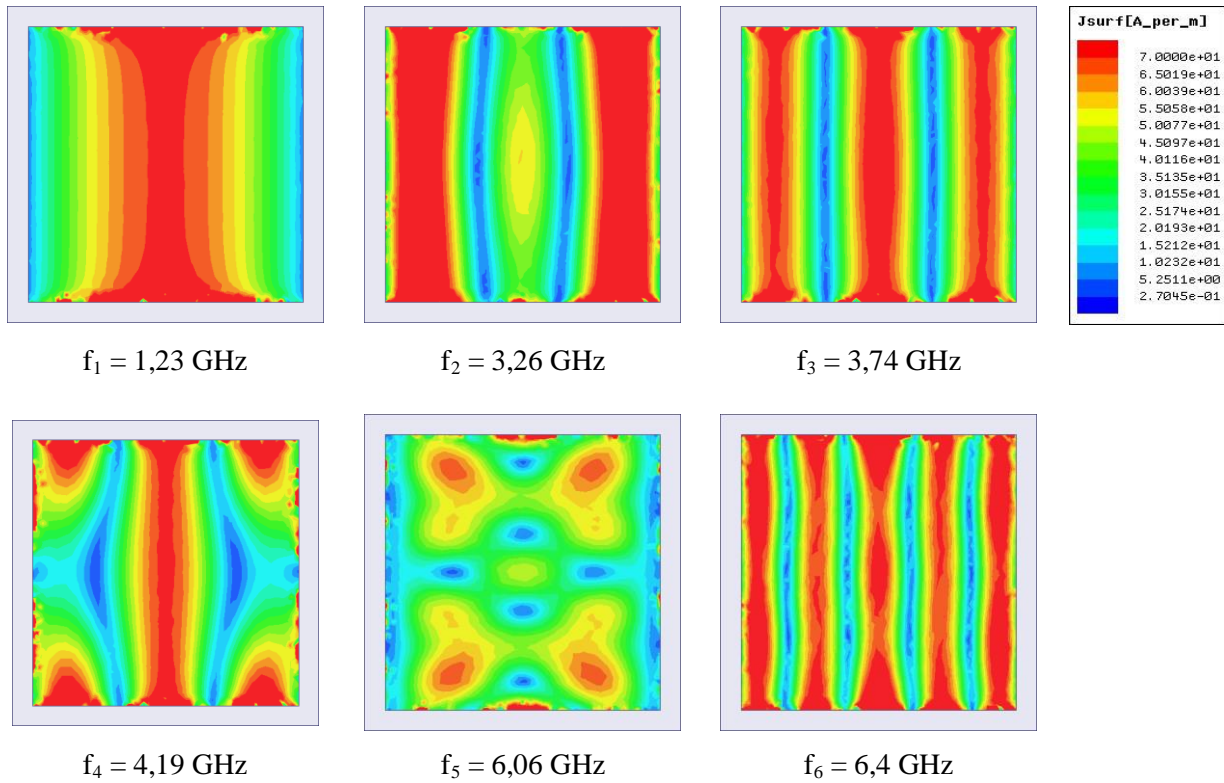 Jsurf[A_per_m]
7.0000e+01
6.5019e+01
6.0039e+01
5.5058e+01
5.0077e+01
4.5097e+01
4.0116e+01
3.5135e+01
3.0155e+01
2.5174e+01
2.0193e+01
1.5212e+01
1.0232e+01
5.2511e+00
2.7045e-01
f₁ = 1,23 GHz
f₂ = 3,26 GHz
f₃ = 3,74 GHz
f₄ = 4,19 GHz
f₅ = 6,06 GHz
f₆ = 6,4 GHz